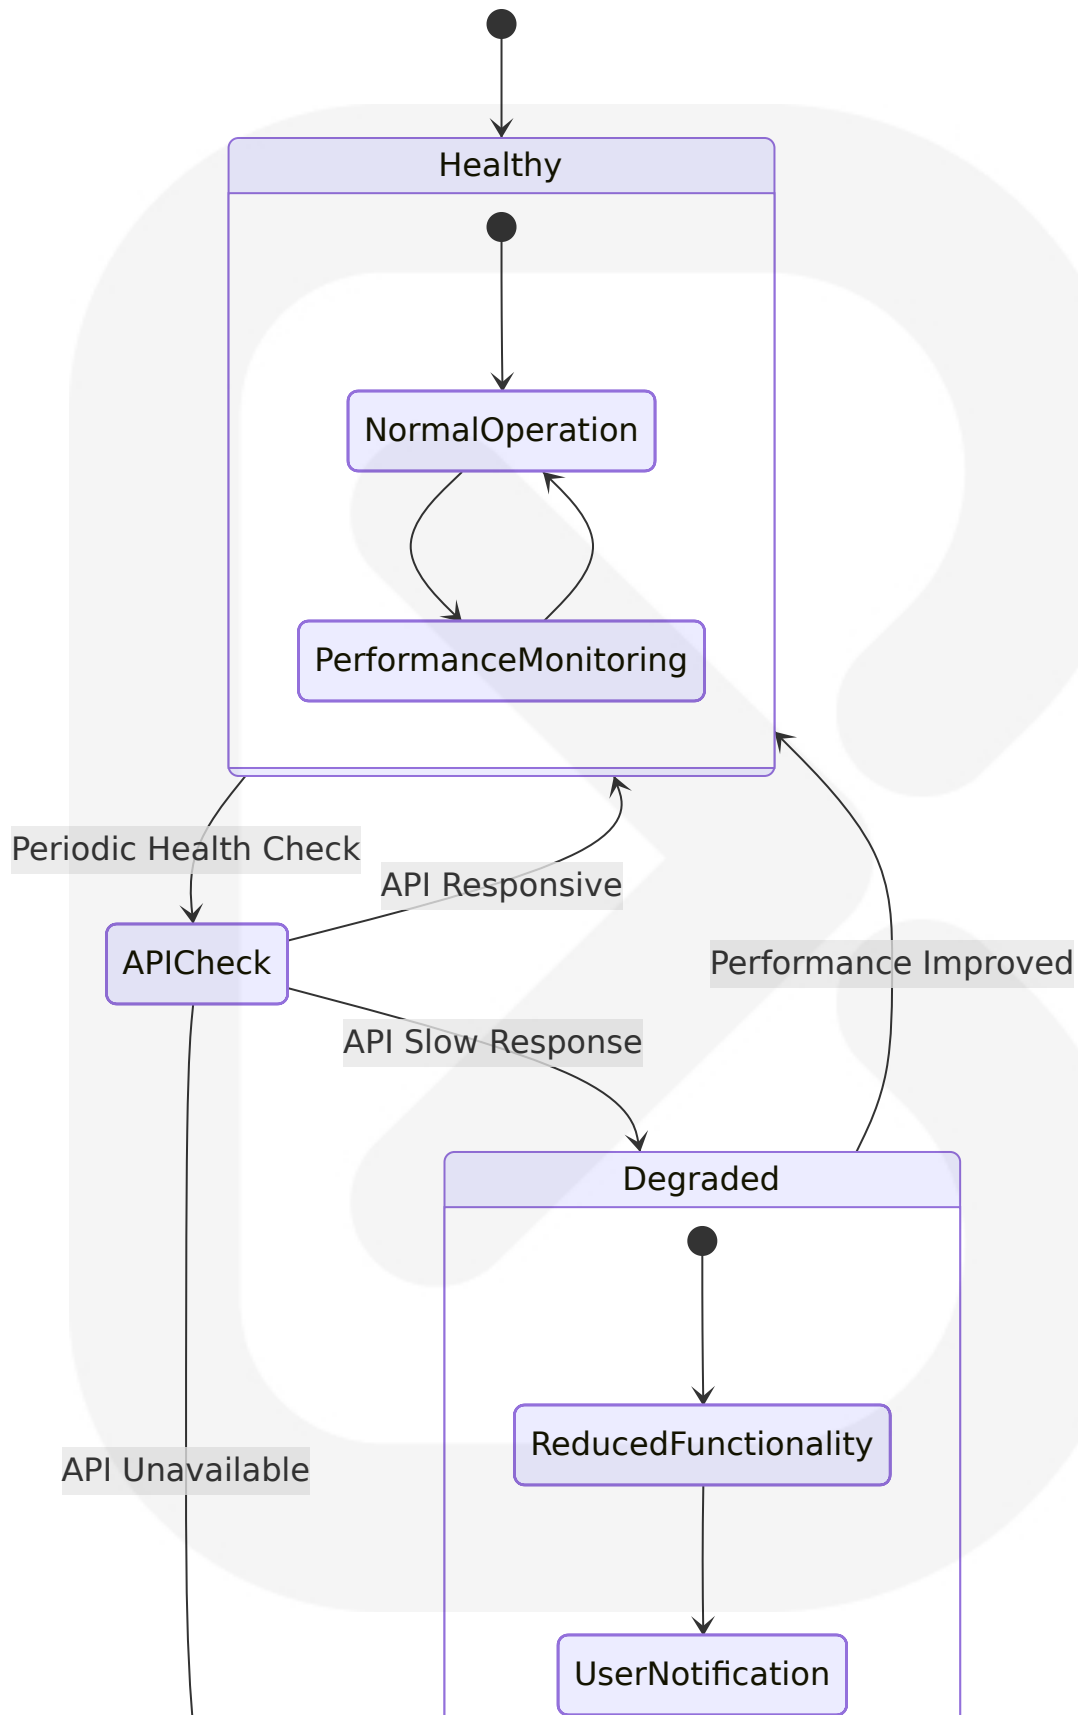 Healthy
NormalOperation
PerformanceMonitoring
Periodic Health Check
API Responsive
APICheck
Performance Improved
API Slow Response
Degraded
ReducedFunctionality
API Unavailable
UserNotification